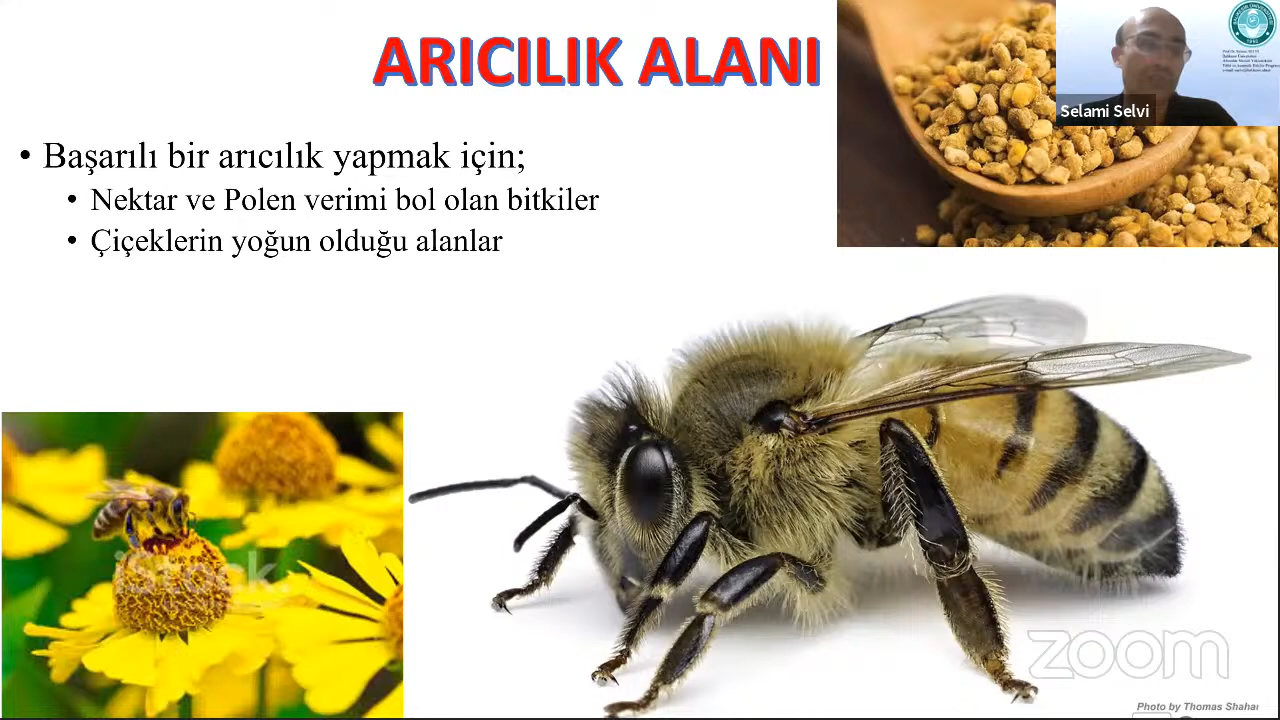 ARICILIK ALANI
Selami Selvi
• Başarılı bir arıcılık yapmak için;
• Nektar ve Polen verimi bol olan bitkiler
• Çiçeklerin yoğun olduğu alanlar
iStock
zoom
Photo by Thomas Shahan